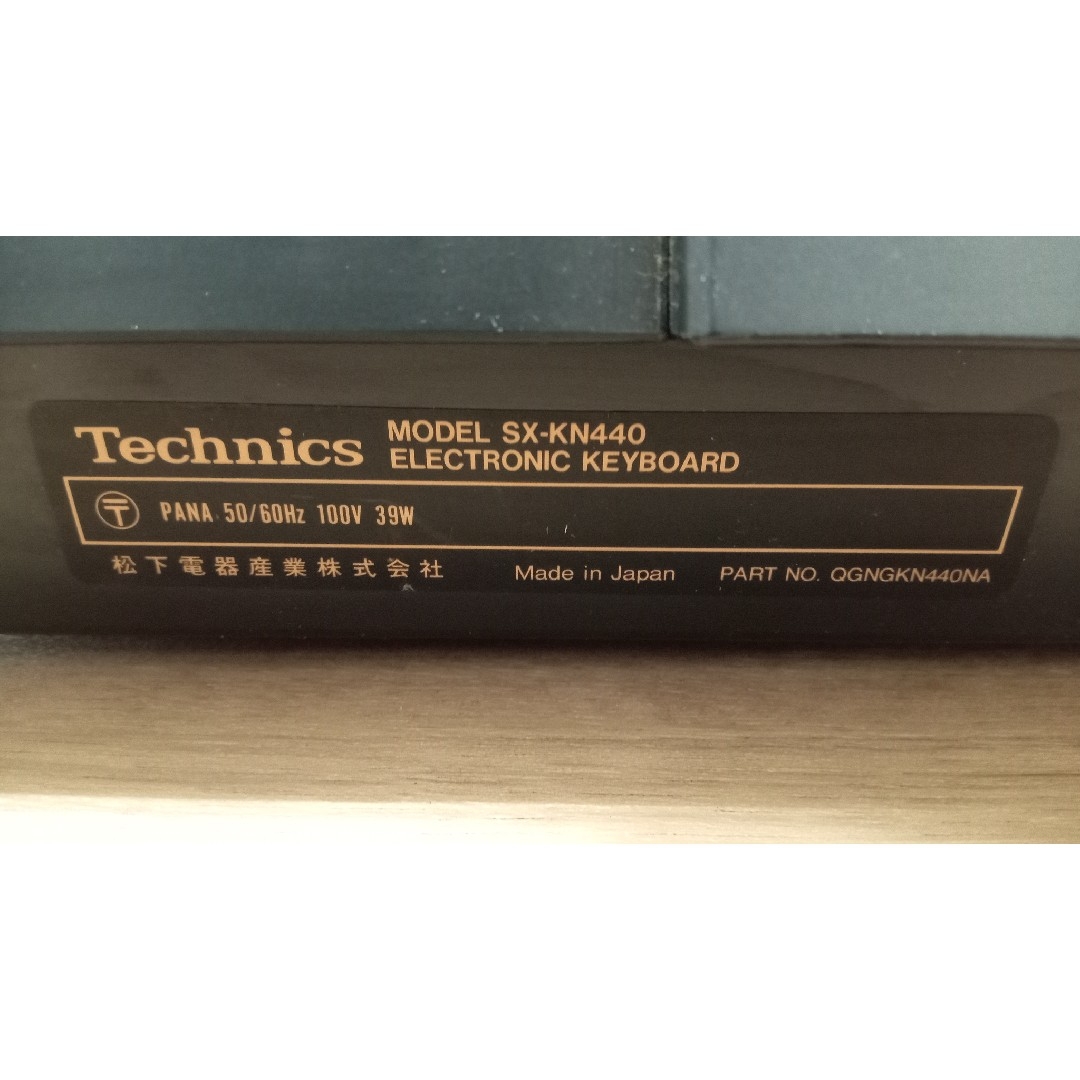 Technics MODEL SX-KN440
ELECTRONIC KEYBOARD
〒 PANA 50/60Hz 100V 39W
松下電器産業株式会社 Made in Japan PART NO. QGNGKN440NA